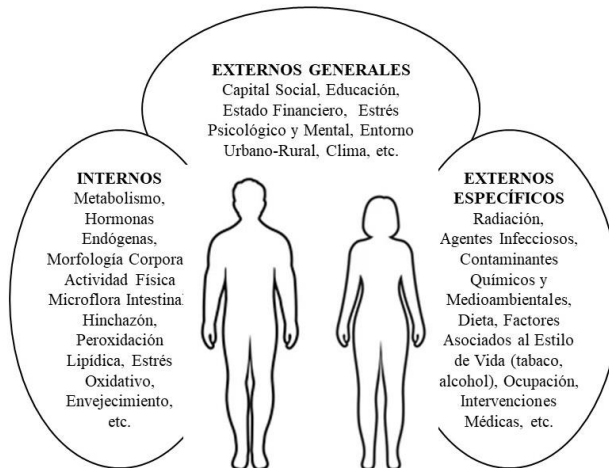 EXTERNOS GENERALES
Capital Social, Educación,
Estado Financiero, Estrés
Psicológico y Mental, Entorno
Urbano-Rural, Clima, etc.
INTERNOS
Metabolismo,
Hormonas
Endógenas,
Morfología Corpora
Actividad Física
Microflora Intestinal
Hinchazón,
Peroxidación
Lipídica, Estrés
Oxidativo,
Envejecimiento,
etc.
EXTERNOS
ESPECÍFICOS
Radiación,
Agentes Infecciosos,
Contaminantes
Químicos y
Medioambientales,
Dieta, Factores
Asociados al Estilo
de Vida (tabaco,
alcohol), Ocupación,
Intervenciones
Médicas, etc.